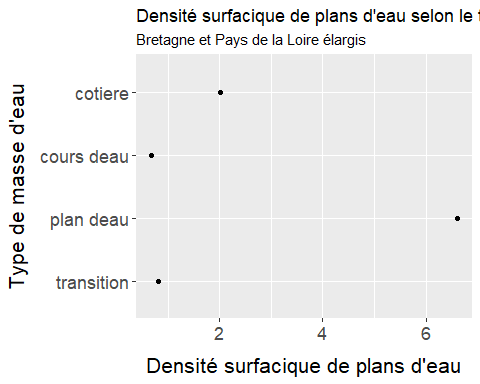 Densité surfacique de plans d'eau selon le t
Bretagne et Pays de la Loire élargis
Type de masse d'eau
cotiere
cours deau
plan deau
transition
2 4 6
Densité surfacique de plans d'eau